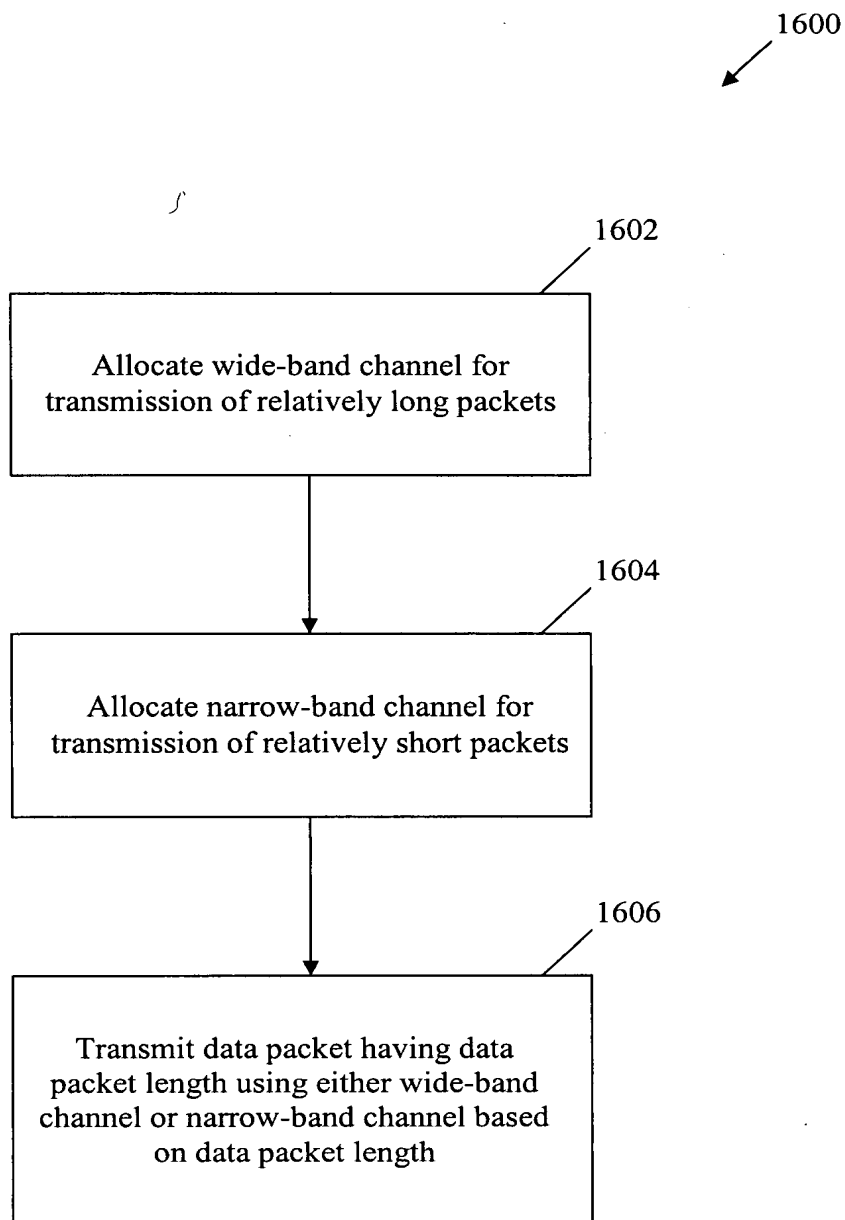 1600
1602
Allocate wide-band channel for
transmission of relatively long packets
1604
Allocate narrow-band channel for
transmission of relatively short packets
1606
Transmit data packet having data
packet length using either wide-band
channel or narrow-band channel based
on data packet length